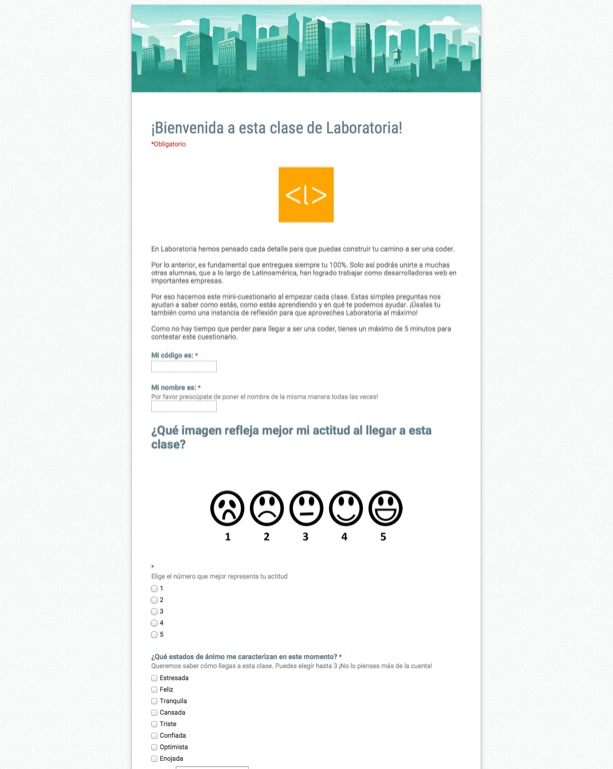 ¡Bienvenida a esta clase de Laboratoria!
*Obligatorio
<l>
En Laboratoria hemos pensado cada detalle para que puedas construir tu camino a ser una coder.
Por lo anterior, es fundamental que entregues siempre tu 100%. Solo así podrás unirte a muchas
otras alumnas, que a lo largo de Latinoamérica, han logrado trabajar como desarrolladoras web en
importantes empresas.
Por eso hacemos este mini-cuestionario al empezar cada clase. Estas simples preguntas nos
ayudan a saber como estás, como estás aprendiendo y en qué te podemos ayudar. ¡Úsalas tu
también como una instancia de reflexión para que aproveches Laboratoria al máximo!
Como no hay tiempo que perder para llegar a ser una coder, tienes un máximo de 5 minutos para
contestar este cuestionario.
Mi código es: *
Mi nombre es: *
Por favor preocúpate de poner el nombre de la misma manera todas las veces!
¿Qué imagen refleja mejor mi actitud al llegar a esta
clase?
1 2 3 4 5
*
Elige el número que mejor representa tu actitud
1
2
3
4
5
¿Qué estados de ánimo me caracterizan en este momento? *
Queremos saber cómo llegas a esta clase. Puedes elegir hasta 3 ¡No lo pienses más de la cuenta!
Estresada
Feliz
Tranquila
Cansada
Triste
Confiada
Optimista
Enojada